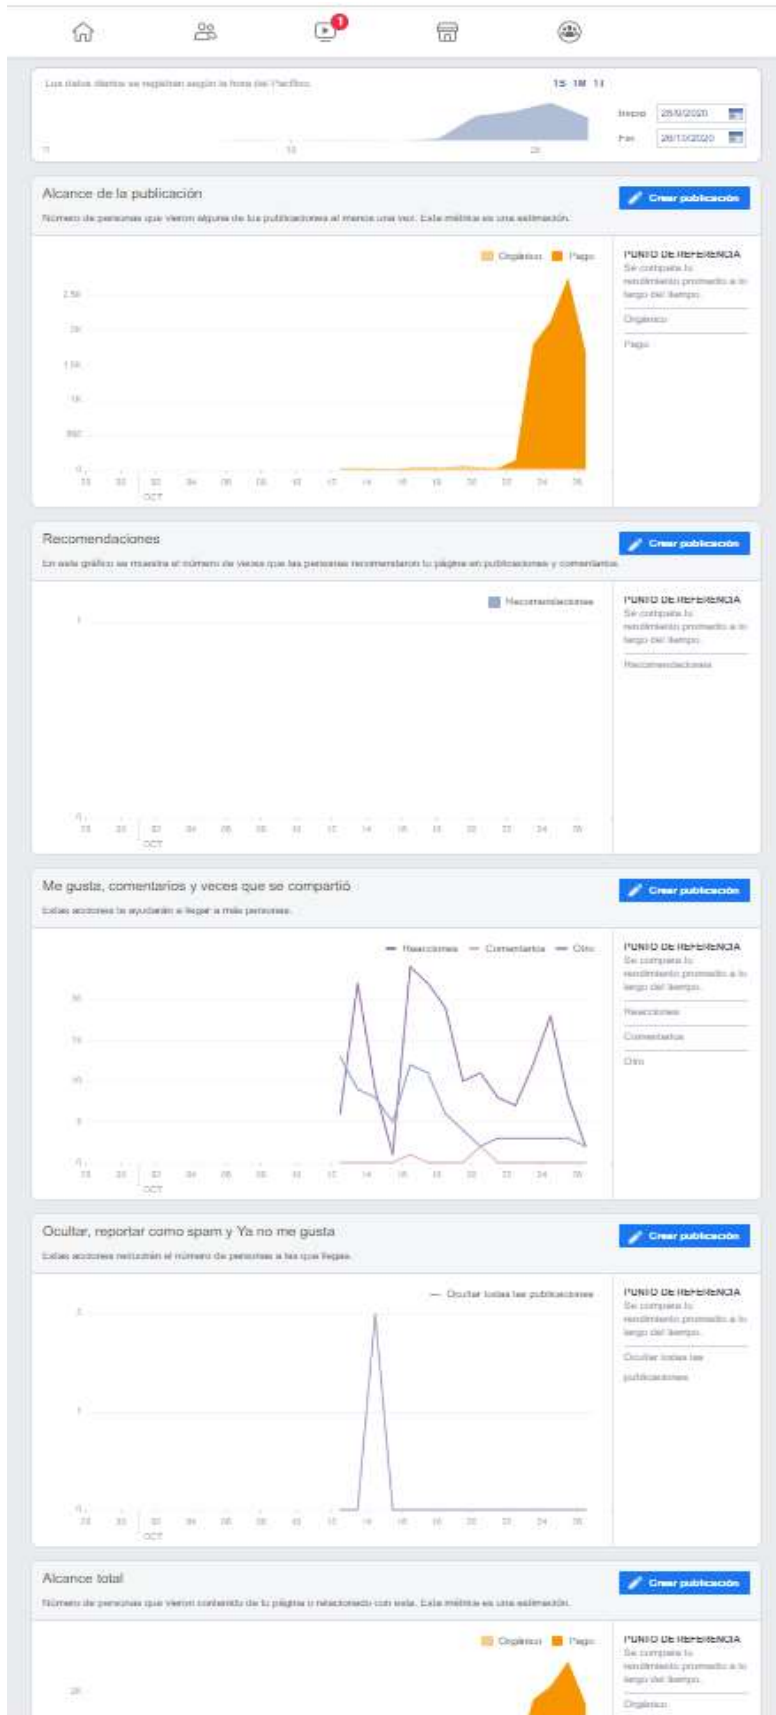 1
Los datos diarios se registran según la hora del Pacífico.
1S 1M 1T
Inicio 28/9/2020
Fin 26/10/2020
Alcance de la publicación
Crear publicación
Número de personas que vieron alguna de tus publicaciones al menos una vez. Esta métrica es una estimación.
Orgánico Pago
PUNTO DE REFERENCIA
Se compara tu
rendimiento promedio a lo
largo del tiempo.
Orgánico
Pago
OCT
Recomendaciones
Crear publicación
En este gráfico se muestra el número de veces que las personas recomendaron tu página en publicaciones y comentarios.
Recomendaciones
PUNTO DE REFERENCIA
Se compara tu
rendimiento promedio a lo
largo del tiempo.
Recomendaciones
1
0
OCT
Me gusta, comentarios y veces que se compartió
Crear publicación
Estas acciones te ayudarán a llegar a más personas.
Reacciones Comentarios Otro
PUNTO DE REFERENCIA
Se compara tu
rendimiento promedio a lo
largo del tiempo.
Reacciones
Comentarios
Otro
OCT
Ocultar, reportar como spam y Ya no me gusta
Crear publicación
Estas acciones reducirán el número de personas a las que llegas.
Ocultar todas las publicaciones
PUNTO DE REFERENCIA
Se compara tu
rendimiento promedio a lo
largo del tiempo.
Ocultar todas las
publicaciones
OCT
Alcance total
Crear publicación
Número de personas que vieron contenido de tu página o relacionado con esta. Esta métrica es una estimación.
Orgánico Pago
PUNTO DE REFERENCIA
Se compara tu
rendimiento promedio a lo
largo del tiempo.
Orgánico